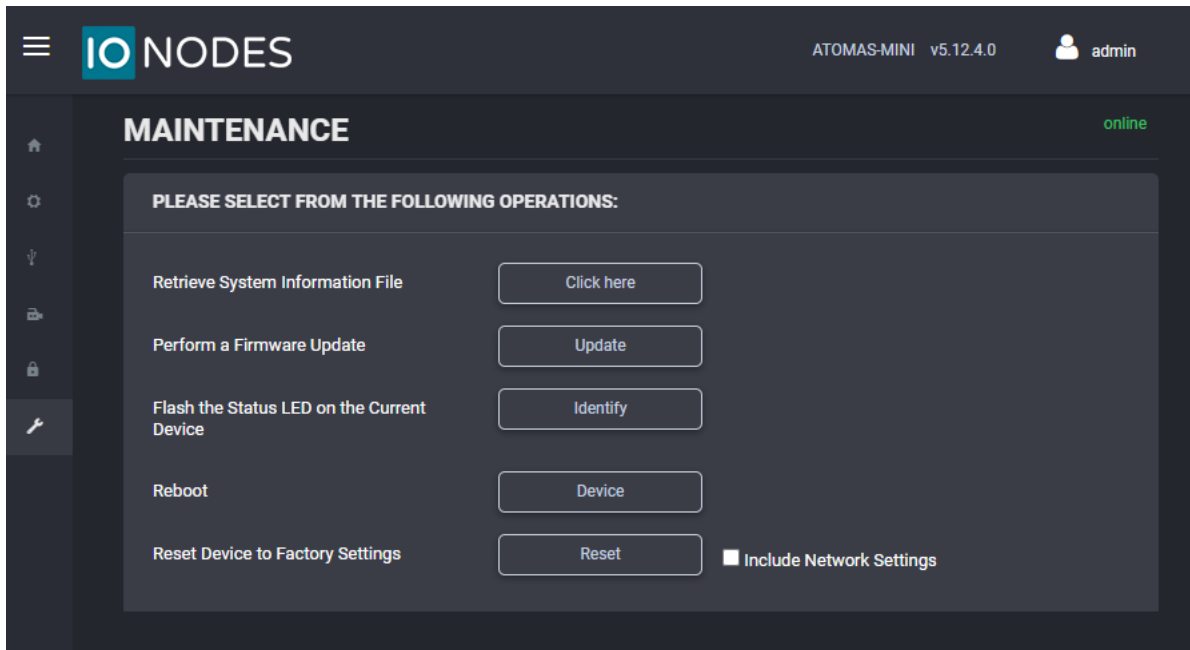 IO NODES
ATOMAS-MINI v5.12.4.0
admin
MAINTENANCE
online
PLEASE SELECT FROM THE FOLLOWING OPERATIONS:
Retrieve System Information File
Click here
Perform a Firmware Update
Update
Flash the Status LED on the Current
Device
Identify
Reboot
Device
Reset Device to Factory Settings
Reset
Include Network Settings